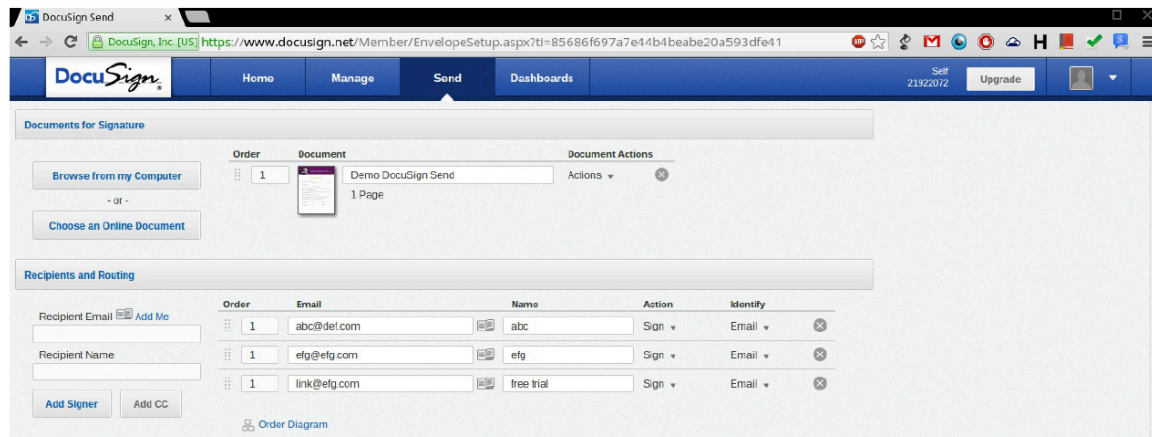 DocuSign Send
DocuSign, Inc. [US] https://www.docusign.net/Member/EnvelopeSetup.aspx?ti=85686f697a7e44b4beabe20a593dfe41
DocuSign Home Manage Send Dashboards Self 21922072 Upgrade
Documents for Signature
Order Document Document Actions
Browse from my Computer 1 Demo DocuSign Send Actions
1 Page
- or -
Choose an Online Document
Recipients and Routing
Order Email Name Action Identify
Recipient Email Add Me
1 abc@def.com abc Sign Email
Recipient Name
1 efg@efg.com efg Sign Email
1 link@efg.com free trial Sign Email
Add Signer Add CC
Order Diagram